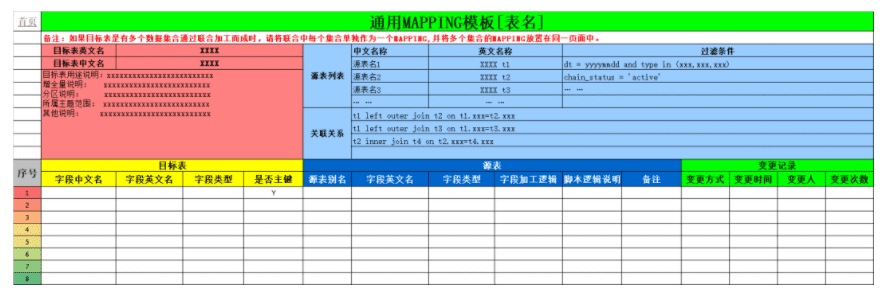 首页 通用MAPPING模板[表名]
备注：如果目标表是有多个数据集合通过联合加工而成时，请将联合中每个集合单独作为一个MAPPING,并将多个集合的MAPPING放置在同一页面中。
目标表英文名 XXXX 源表列表 中文名称 英文名称 过滤条件
目标表中文名 XXXX 源表名1 XXXX t1 dt = yyyymmdd and type in (xxx,xxx,xxx)
目标表用途说明：xxxxxxxxxxxxxxxxxxxxxxxxx 源表名2 XXXX t2 chain_status = 'active'
增全量说明： xxxxxxxxxxxxxxxxxxxxxxxxx
分区说明： xxxxxxxxxxxxxxxxxxxxxxxxx 源表名3 XXXX t3 … …
所属主题范围： xxxxxxxxxxxxxxxxxxxxxxxxx … … … …
其他说明： xxxxxxxxxxxxxxxxxxxxxxxxx
关联关系 t1 left outer join t2 on t1.xxx=t2.xxx
t1 left outer join t3 on t1.xxx=t3.xxx
t2 inner join t4 on t2.xxx=t4.xxx
序号 目标表 源表 变更记录
字段中文名 字段英文名 字段类型 是否主键 源表别名 字段英文名 字段类型 字段加工逻辑 脚本逻辑说明 备注 变更方式 变更时间 变更人 变更次数
1 Y
2
3
4
5
6
7
8